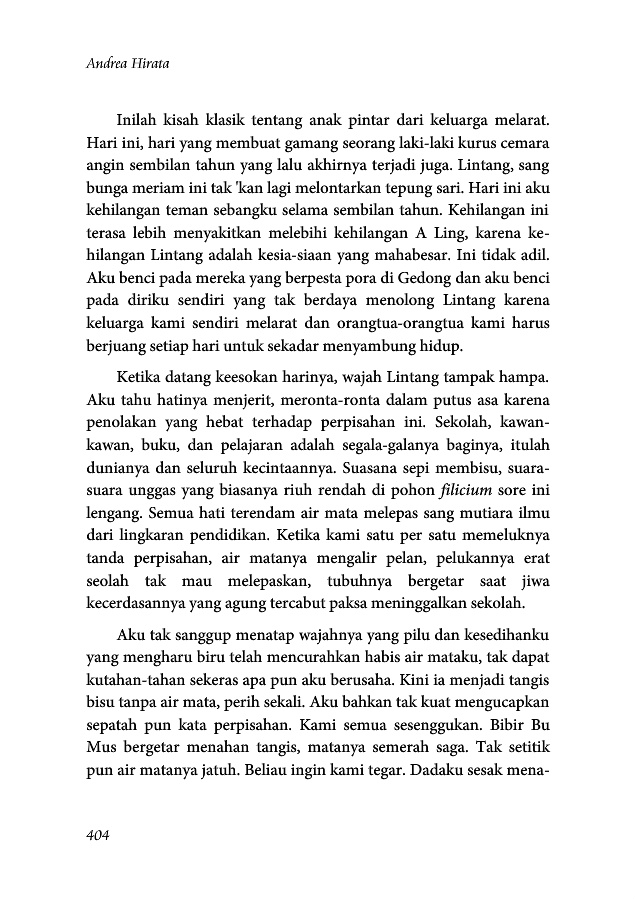 Andrea Hirata
Inilah kisah klasik tentang anak pintar dari keluarga melarat.
Hari ini, hari yang membuat gamang seorang laki-laki kurus cemara
angin sembilan tahun yang lalu akhirnya terjadi juga. Lintang, sang
bunga meriam ini tak 'kan lagi melontarkan tepung sari. Hari ini aku
kehilangan teman sebangku selama sembilan tahun. Kehilangan ini
terasa lebih menyakitkan melebihi kehilangan A Ling, karena ke-
hilangan Lintang adalah kesia-siaan yang mahabesar. Ini tidak adil.
Aku benci pada mereka yang berpesta pora di Gedong dan aku benci
pada diriku sendiri yang tak berdaya menolong Lintang karena
keluarga kami sendiri melarat dan orangtua-orangtua kami harus
berjuang setiap hari untuk sekadar menyambung hidup.
Ketika datang keesokan harinya, wajah Lintang tampak hampa.
Aku tahu hatinya menjerit, meronta-ronta dalam putus asa karena
penolakan yang hebat terhadap perpisahan ini. Sekolah, kawan-
kawan, buku, dan pelajaran adalah segala-galanya baginya, itulah
dunianya dan seluruh kecintaannya. Suasana sepi membisu, suara-
suara unggas yang biasanya riuh rendah di pohon filicium sore ini
lengang. Semua hati terendam air mata melepas sang mutiara ilmu
dari lingkaran pendidikan. Ketika kami satu per satu memeluknya
tanda perpisahan, air matanya mengalir pelan, pelukannya erat
seolah tak mau melepaskan, tubuhnya bergetar saat jiwa
kecerdasannya yang agung tercabut paksa meninggalkan sekolah.
Aku tak sanggup menatap wajahnya yang pilu dan kesedihanku
yang mengharu biru telah mencurahkan habis air mataku, tak dapat
kutahan-tahan sekeras apa pun aku berusaha. Kini ia menjadi tangis
bisu tanpa air mata, perih sekali. Aku bahkan tak kuat mengucapkan
sepatah pun kata perpisahan. Kami semua sesenggukan. Bibir Bu
Mus bergetar menahan tangis, matanya semerah saga. Tak setitik
pun air matanya jatuh. Beliau ingin kami tegar. Dadaku sesak mena-
404